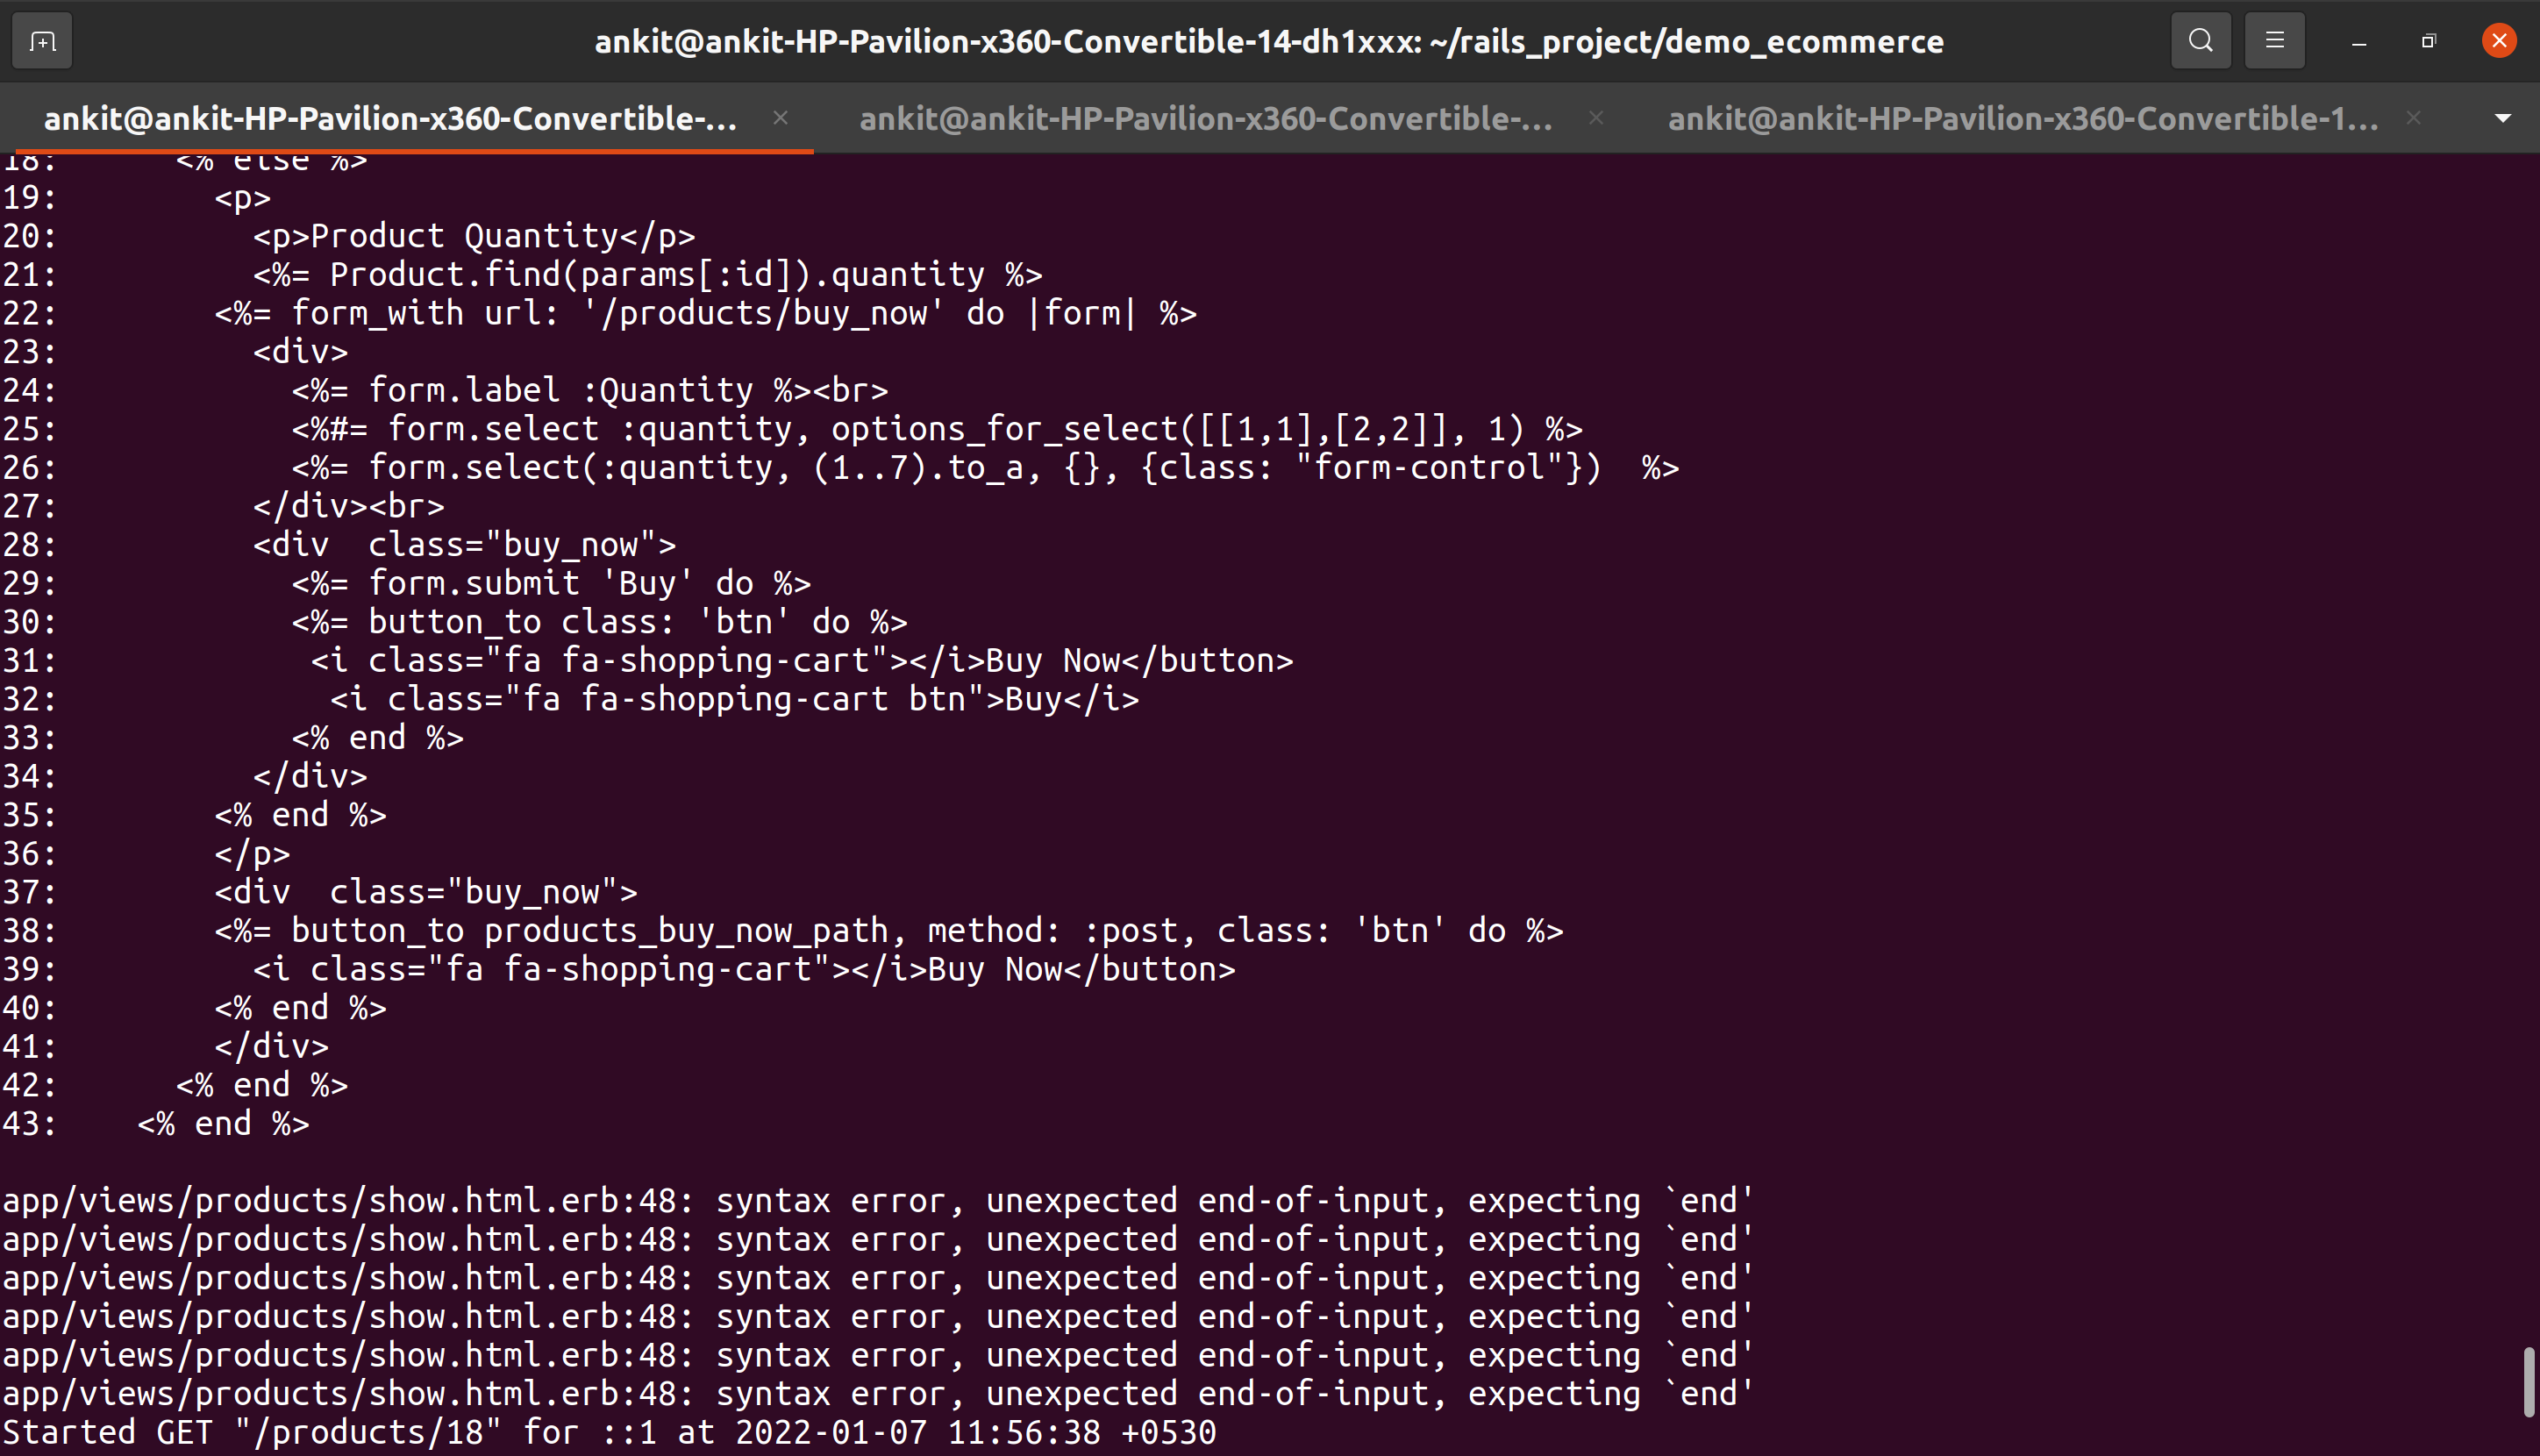 ankit@ankit-HP-Pavilion-x360-Convertible-14-dh1xxx: ~/rails_project/demo_ecommerce
ankit@ankit-HP-Pavilion-x360-Convertible-... ankit@ankit-HP-Pavilion-x360-Convertible-... ankit@ankit-HP-Pavilion-x360-Convertible-1...
18:      <% else %>
19:        <p>
20:          <p>Product Quantity</p>
21:          <%= Product.find(params[:id]).quantity %>
22:        <%= form_with url: '/products/buy_now' do |form| %>
23:          <div>
24:            <%= form.label :Quantity %><br>
25:            <%#= form.select :quantity, options_for_select([[1,1],[2,2]], 1) %>
26:            <%= form.select(:quantity, (1..7).to_a, {}, {class: "form-control"})  %>
27:          </div><br>
28:          <div  class="buy_now">
29:            <%= form.submit 'Buy' do %>
30:            <%= button_to class: 'btn' do %>
31:             <i class="fa fa-shopping-cart"></i>Buy Now</button>
32:              <i class="fa fa-shopping-cart btn">Buy</i>
33:            <% end %>
34:          </div>
35:        <% end %>
36:        </p>
37:        <div  class="buy_now">
38:        <%= button_to products_buy_now_path, method: :post, class: 'btn' do %>
39:          <i class="fa fa-shopping-cart"></i>Buy Now</button>
40:        <% end %>
41:        </div>
42:      <% end %>
43:    <% end %>
app/views/products/show.html.erb:48: syntax error, unexpected end-of-input, expecting `end'
app/views/products/show.html.erb:48: syntax error, unexpected end-of-input, expecting `end'
app/views/products/show.html.erb:48: syntax error, unexpected end-of-input, expecting `end'
app/views/products/show.html.erb:48: syntax error, unexpected end-of-input, expecting `end'
app/views/products/show.html.erb:48: syntax error, unexpected end-of-input, expecting `end'
app/views/products/show.html.erb:48: syntax error, unexpected end-of-input, expecting `end'
Started GET "/products/18" for ::1 at 2022-01-07 11:56:38 +0530